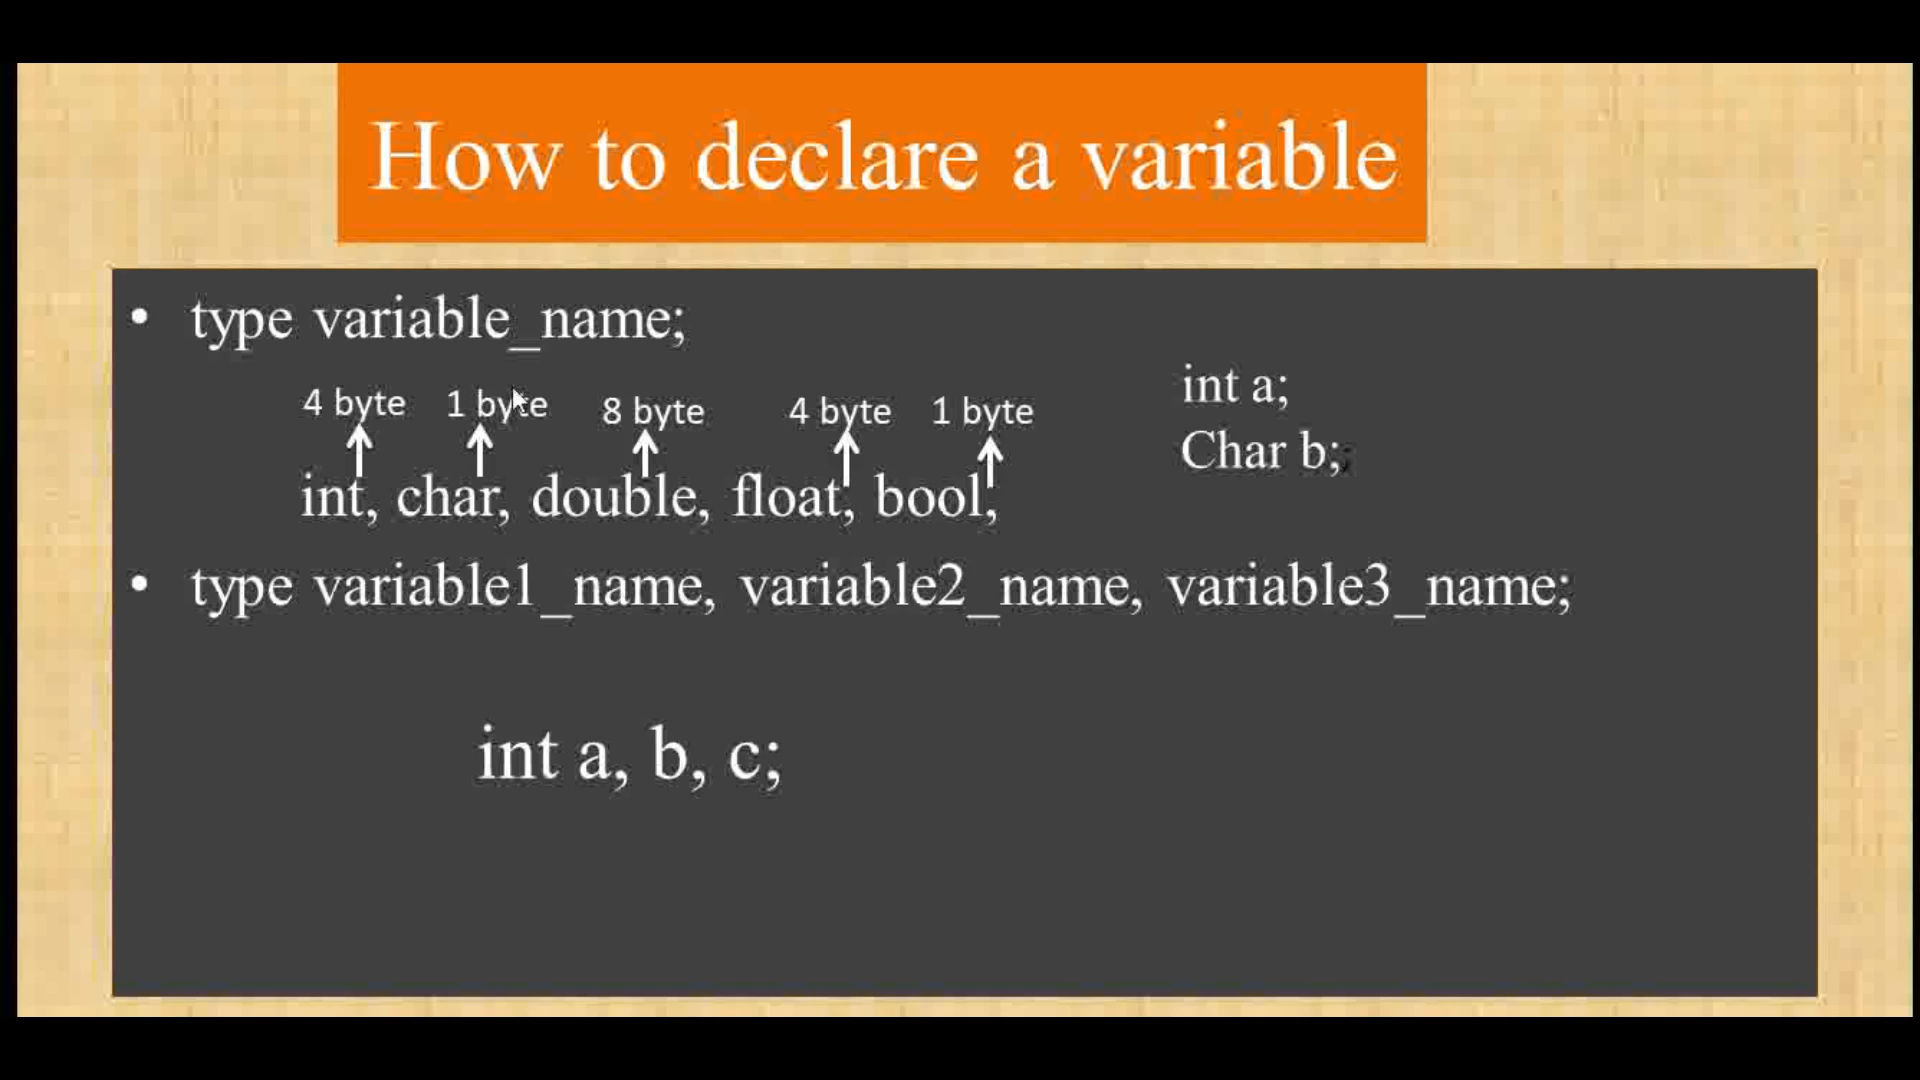 How to declare a variable
• type variable_name;
4 byte 1 byte 8 byte 4 byte 1 byte
int, char, double, float, bool,
int a;
Char b;;
• type variable1_name, variable2_name, variable3_name;
int a, b, c;